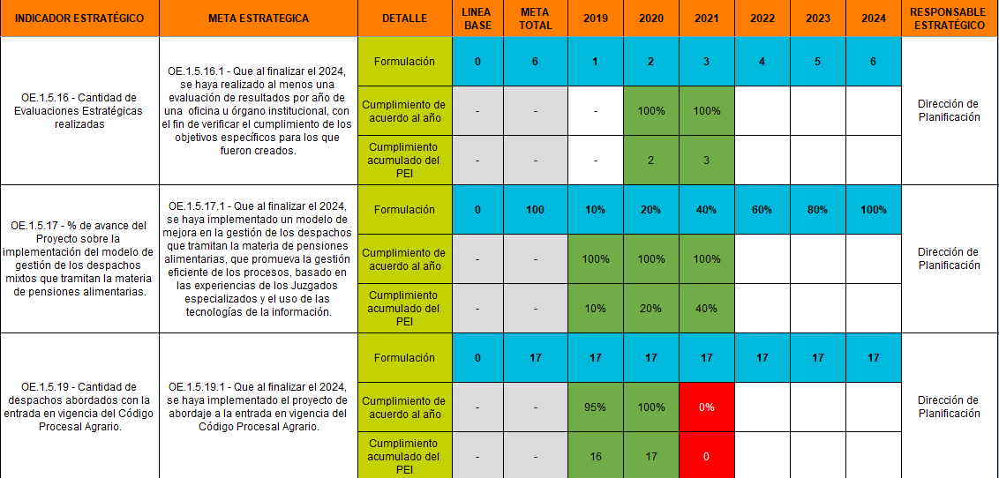 INDICADOR ESTRATÉGICO
META ESTRATEGICA
DETALLE
LINEA
BASE
META
TOTAL
2019
2020
2021
2022
2023
2024
RESPONSABLE
ESTRATÉGICO
OE.1.5.16 - Cantidad de
Evaluaciones Estratégicas
realizadas
OE.1.5.16.1 - Que al finalizar el 2024,
se haya realizado al menos una
evaluación de resultados por año de
una oficina u órgano institucional, con
el fin de verificar el cumplimiento de los
objetivos específicos para los que
fueron creados.
Formulación
0
6
1
2
3
4
5
6
Cumplimiento de
acuerdo al año
-
-
-
100%
100%
Cumplimiento
acumulado del
PEI
-
-
-
2
3
Dirección de
Planificación
OE.1.5.17 - % de avance del
Proyecto sobre la
implementación del modelo de
gestión de los despachos
mixtos que tramitan la materia
de pensiones alimentarias.
OE.1.5.17.1 - Que al finalizar el 2024,
se haya implementado un modelo de
mejora en la gestión de los despachos
que tramitan la materia de pensiones
alimentarias, que promueva la gestión
eficiente de los procesos, basado en
las experiencias de los Juzgados
especializados y el uso de las
tecnologías de la información.
Formulación
0
100
10%
20%
40%
60%
80%
100%
Cumplimiento de
acuerdo al año
-
-
100%
100%
100%
Cumplimiento
acumulado del
PEI
-
-
10%
20%
40%
Dirección de
Planificación
OE.1.5.19 - Cantidad de
despachos abordados con la
entrada en vigencia del Código
Procesal Agrario.
OE.1.5.19.1 - Que al finalizar el 2024,
se haya implementado el proyecto de
abordaje a la entrada en vigencia del
Código Procesal Agrario.
Formulación
0
17
17
17
17
17
17
17
Cumplimiento de
acuerdo al año
-
-
95%
100%
0%
Cumplimiento
acumulado del
PEI
-
-
16
17
0
Dirección de
Planificación